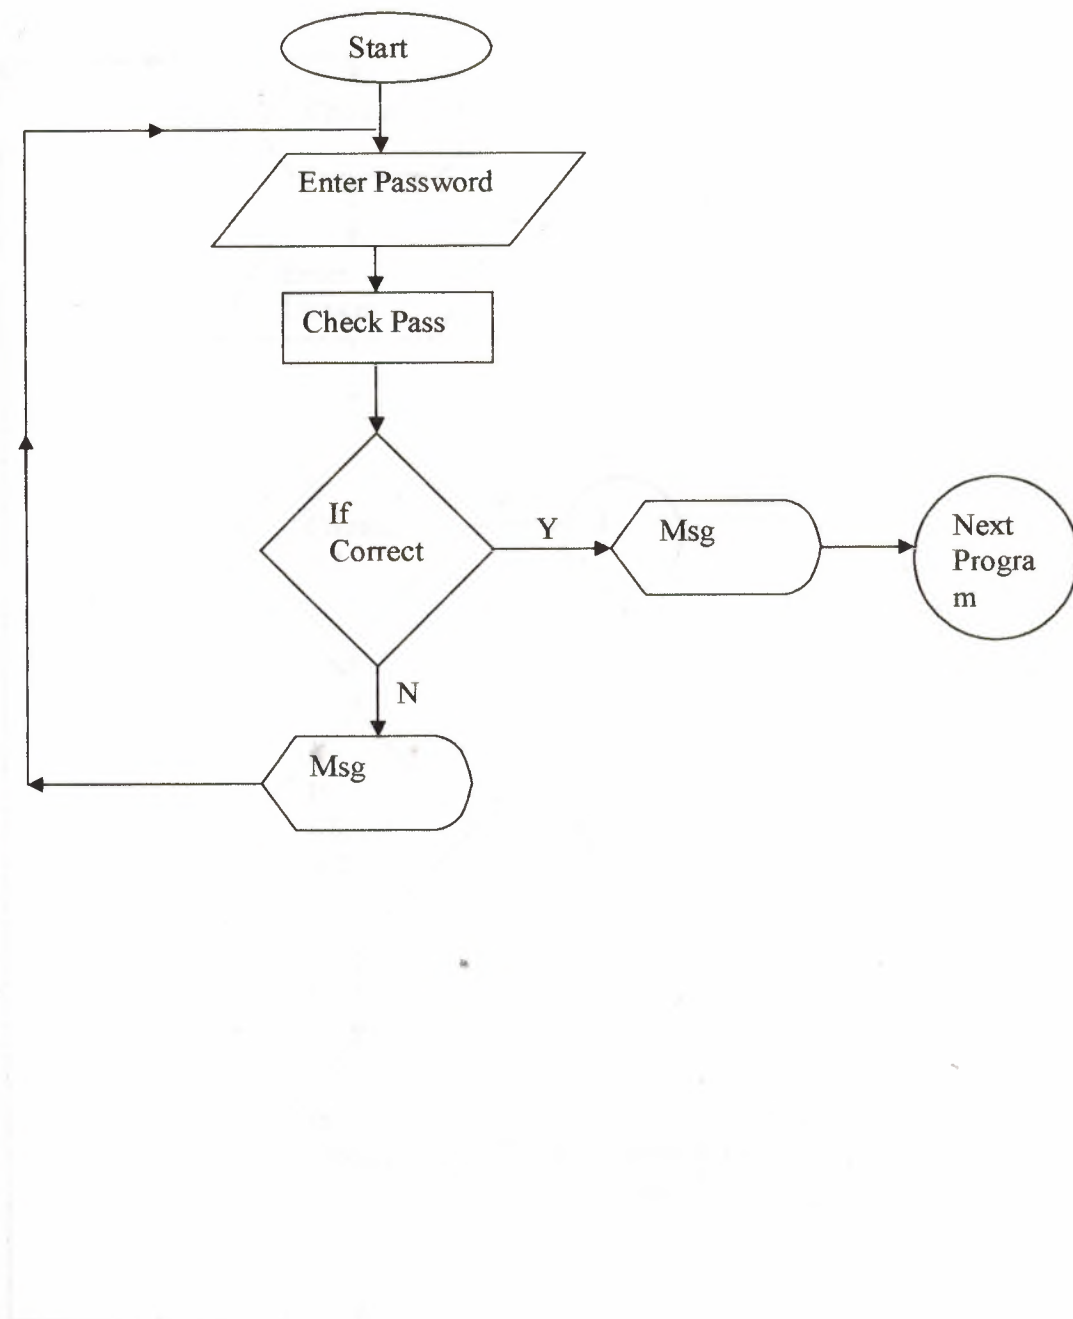 Start
Enter Password
Check Pass
If
Correct
Y
Msg
Next
Progra
m
N
Msg